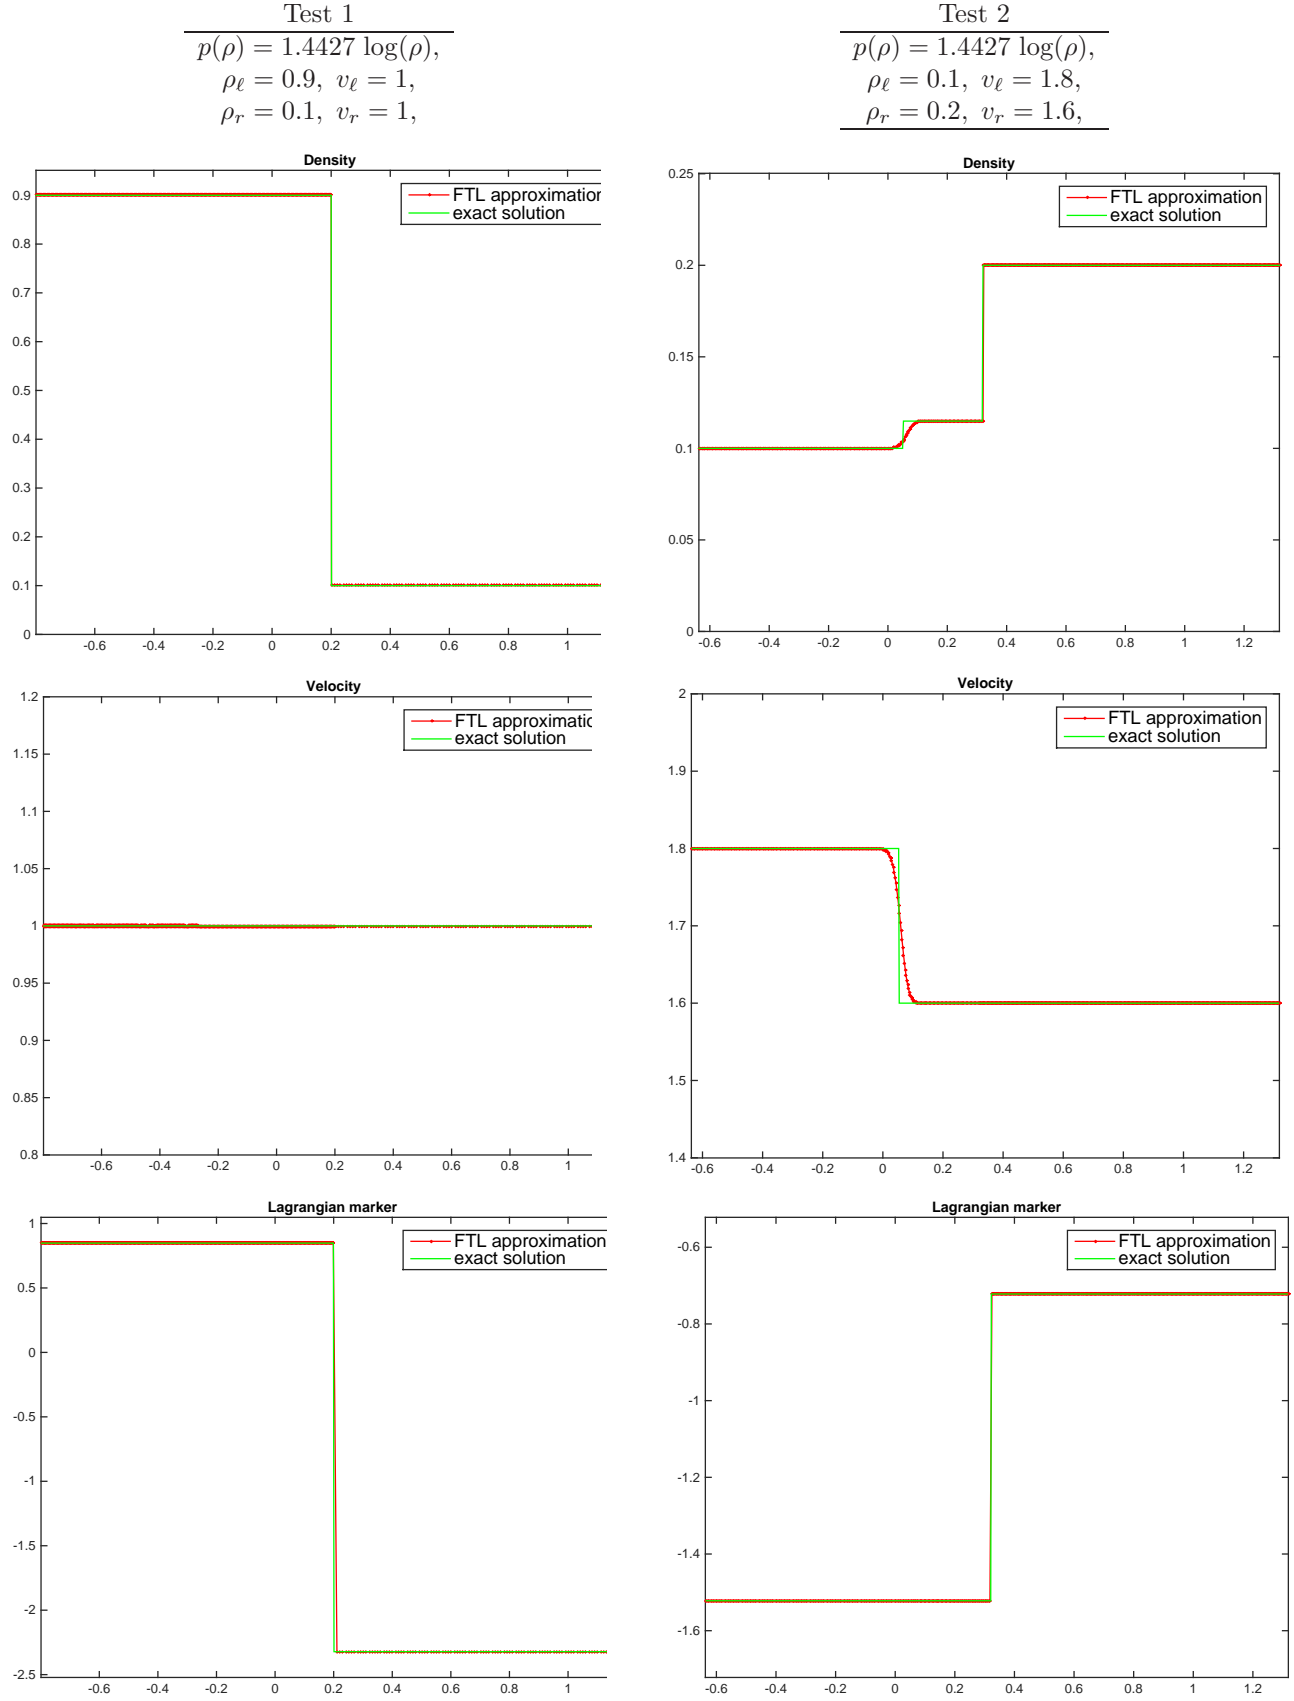 Test 1
p(ρ) = 1.4427 log(ρ),
ρℓ = 0.9, vℓ = 1,
ρr = 0.1, vr = 1,
Test 2
p(ρ) = 1.4427 log(ρ),
ρℓ = 0.1, vℓ = 1.8,
ρr = 0.2, vr = 1.6,
Density
FTL approximation
exact solution
0.9
0.8
0.7
0.6
0.5
0.4
0.3
0.2
0.1
0
-0.6 -0.4 -0.2 0 0.2 0.4 0.6 0.8 1
Density
FTL approximation
exact solution
0.25
0.2
0.15
0.1
0.05
0
-0.6 -0.4 -0.2 0 0.2 0.4 0.6 0.8 1 1.2
Velocity
FTL approximatio
exact solution
1.2
1.15
1.1
1.05
1
0.95
0.9
0.85
0.8
-0.6 -0.4 -0.2 0 0.2 0.4 0.6 0.8 1
Velocity
FTL approximation
exact solution
2
1.9
1.8
1.7
1.6
1.5
1.4
-0.6 -0.4 -0.2 0 0.2 0.4 0.6 0.8 1 1.2
Lagrangian marker
FTL approximation
exact solution
1
0.5
0
-0.5
-1
-1.5
-2
-2.5
-0.6 -0.4 -0.2 0 0.2 0.4 0.6 0.8 1
Lagrangian marker
FTL approximation
exact solution
-0.6
-0.8
-1
-1.2
-1.4
-1.6
-0.6 -0.4 -0.2 0 0.2 0.4 0.6 0.8 1 1.2